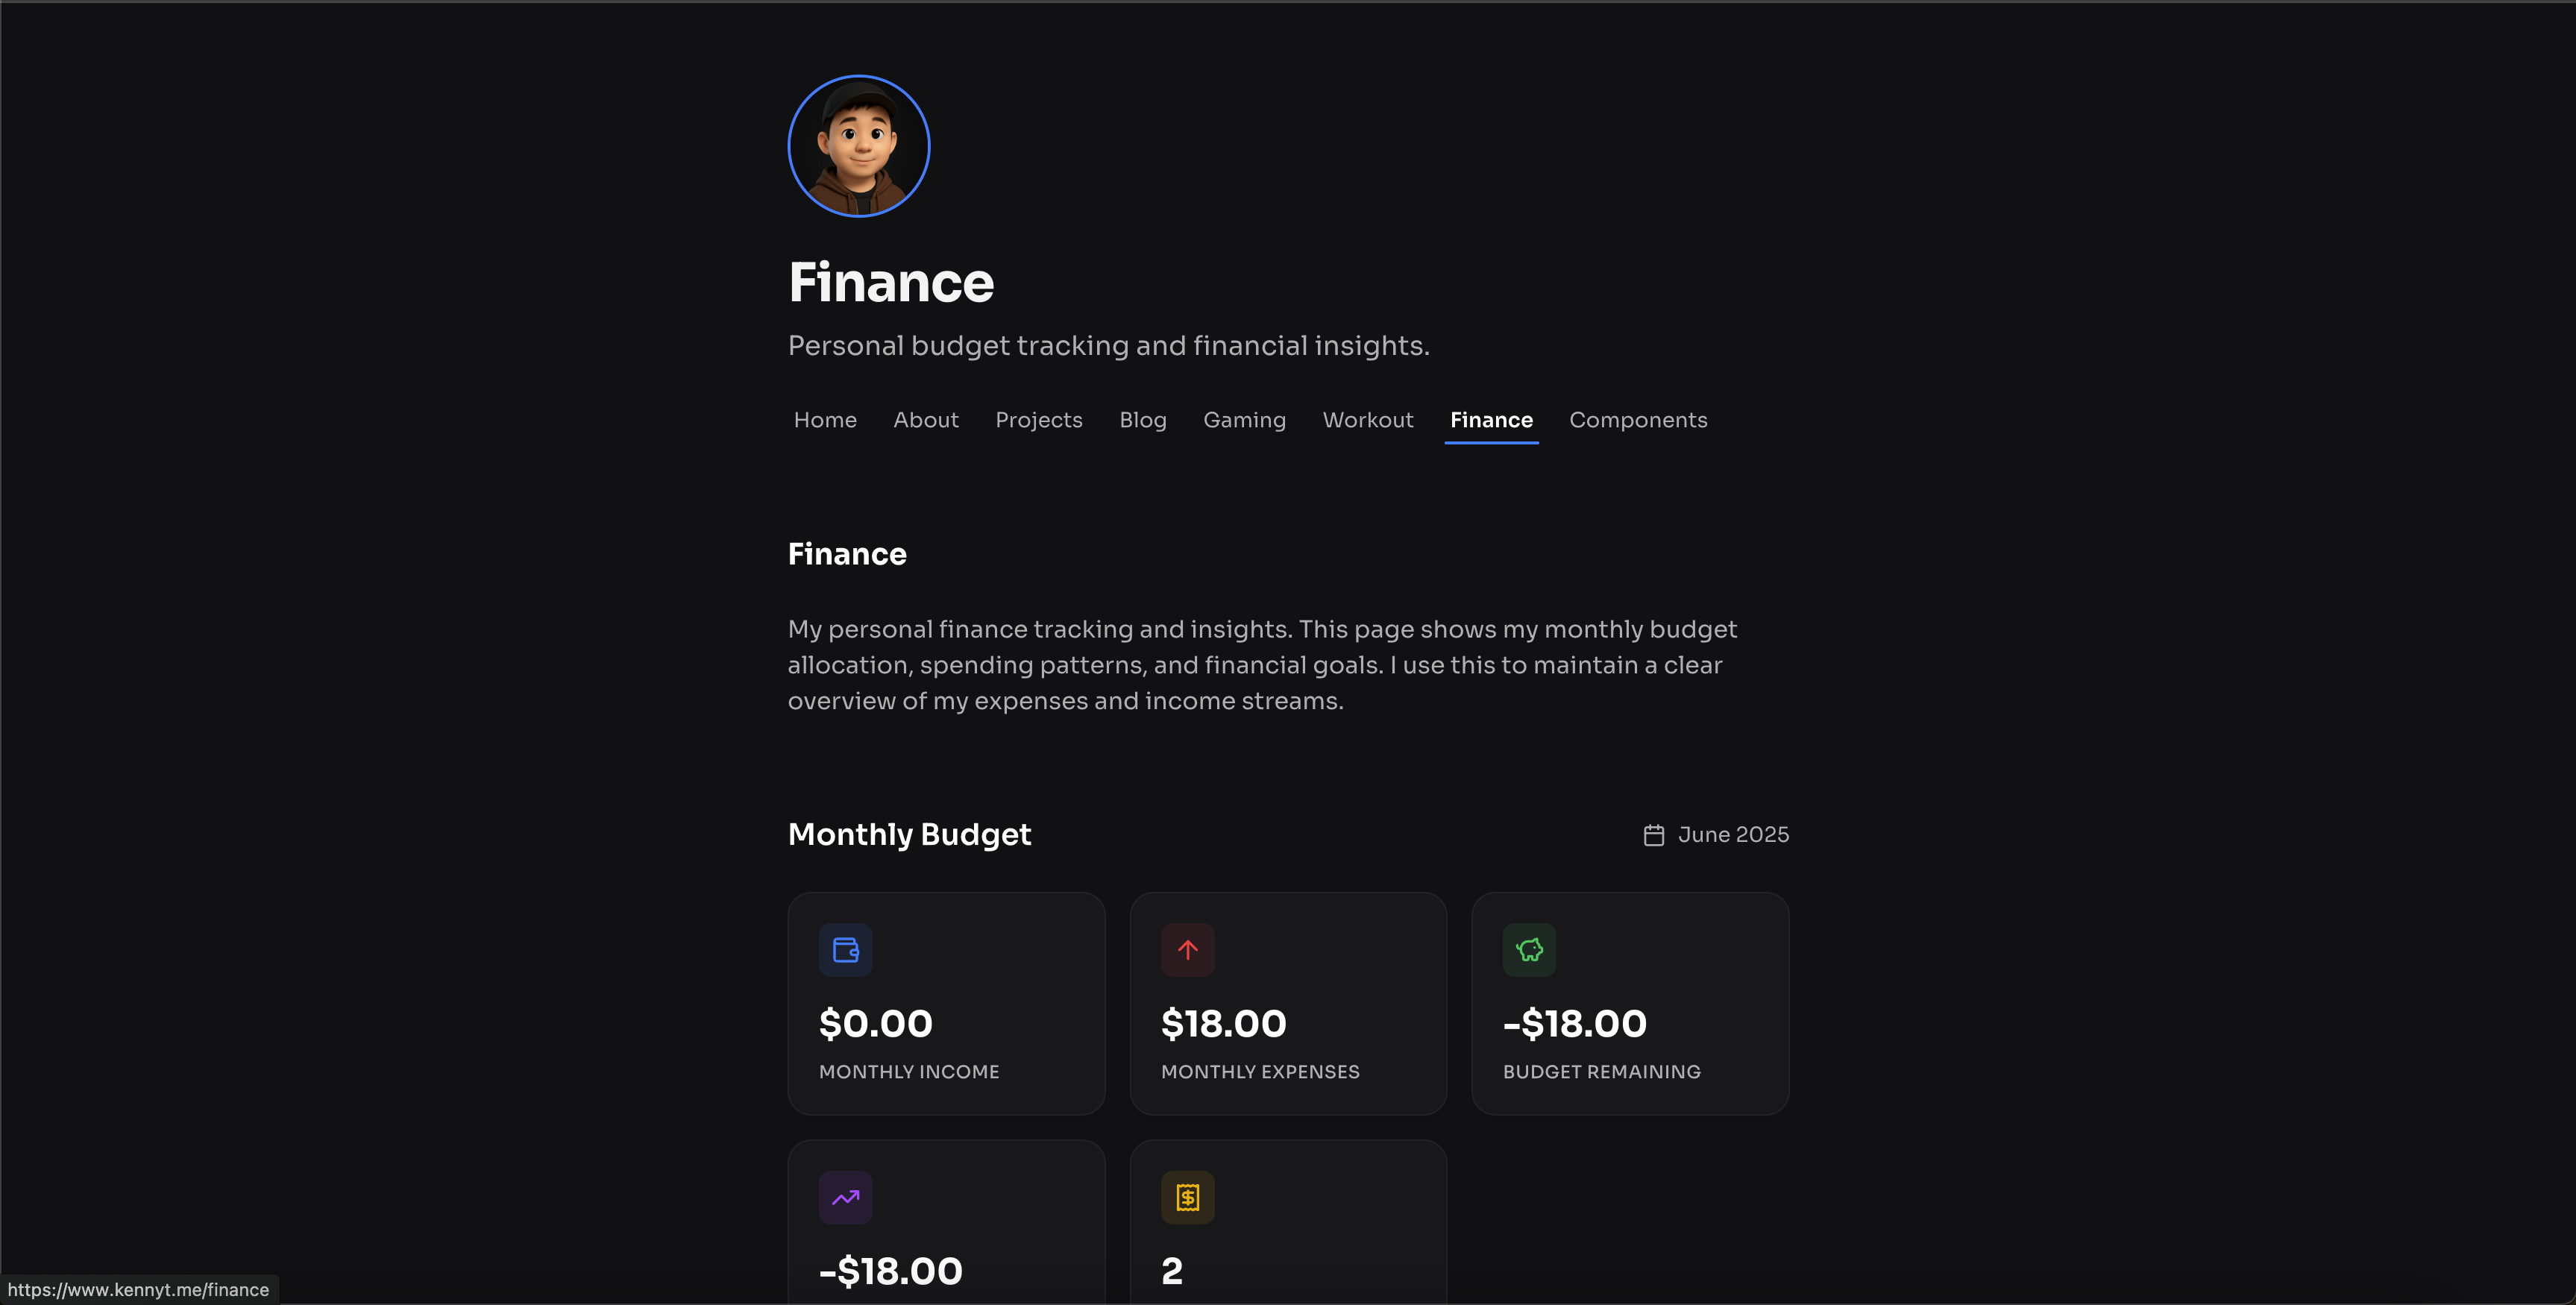 Finance
Personal budget tracking and financial insights.
Home About Projects Blog Gaming Workout Finance Components
Finance
My personal finance tracking and insights. This page shows my monthly budget
allocation, spending patterns, and financial goals. I use this to maintain a clear
overview of my expenses and income streams.
Monthly Budget
June 2025
$0.00
MONTHLY INCOME
$18.00
MONTHLY EXPENSES
-$18.00
BUDGET REMAINING
-$18.00
2
https://www.kennyt.me/finance